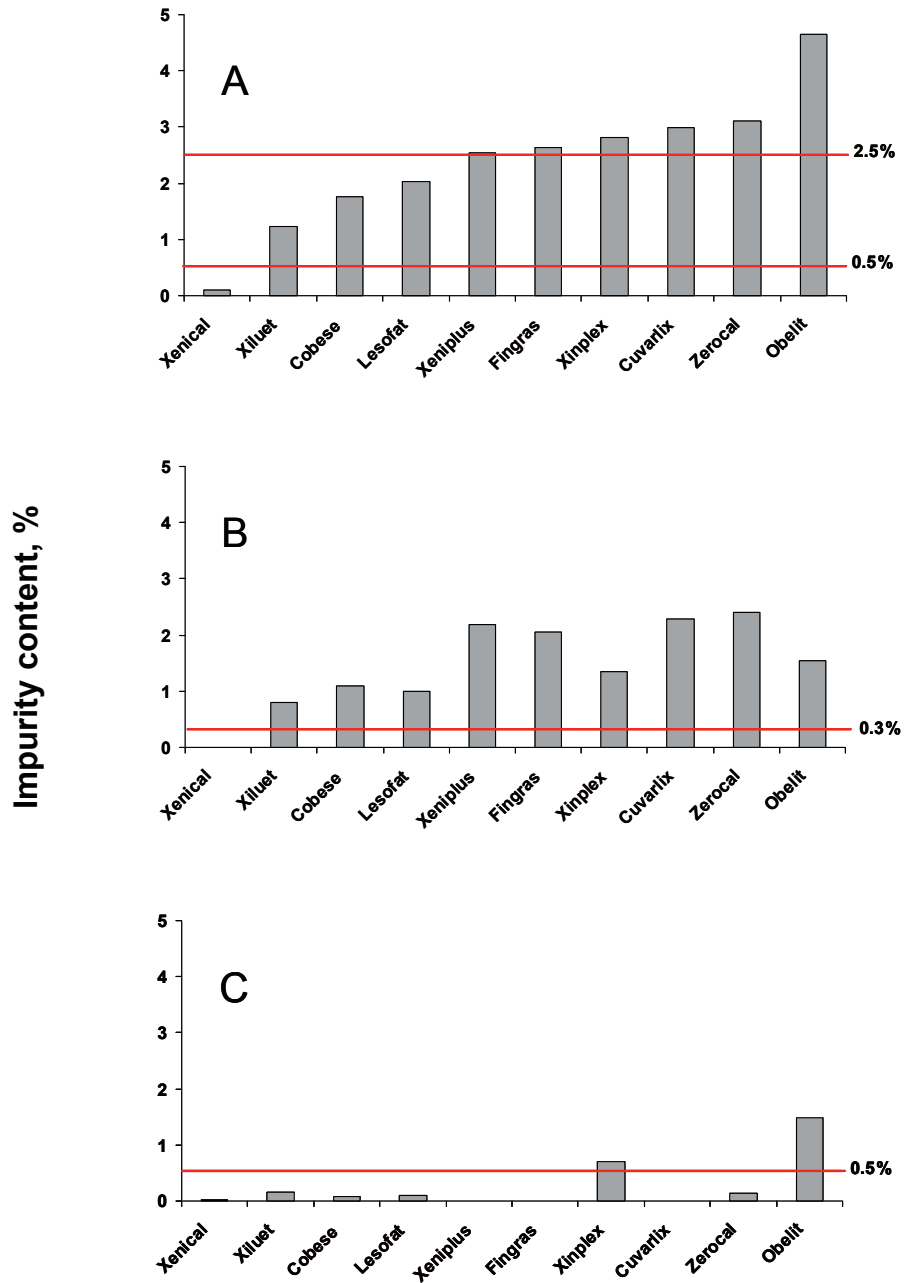 Impurity content, %
A
5
4
3
2
1
0
2.5%
0.5%
Xenical
Xiluet
Cobese
Lesofat
Xeniplus
Fingras
Xinplex
Cuvarlix
Zerocal
Obelit
B
5
4
3
2
1
0
0.3%
Xenical
Xiluet
Cobese
Lesofat
Xeniplus
Fingras
Xinplex
Cuvarlix
Zerocal
Obelit
C
5
4
3
2
1
0
0.5%
Xenical
Xiluet
Cobese
Lesofat
Xeniplus
Fingras
Xinplex
Cuvarlix
Zerocal
Obelit